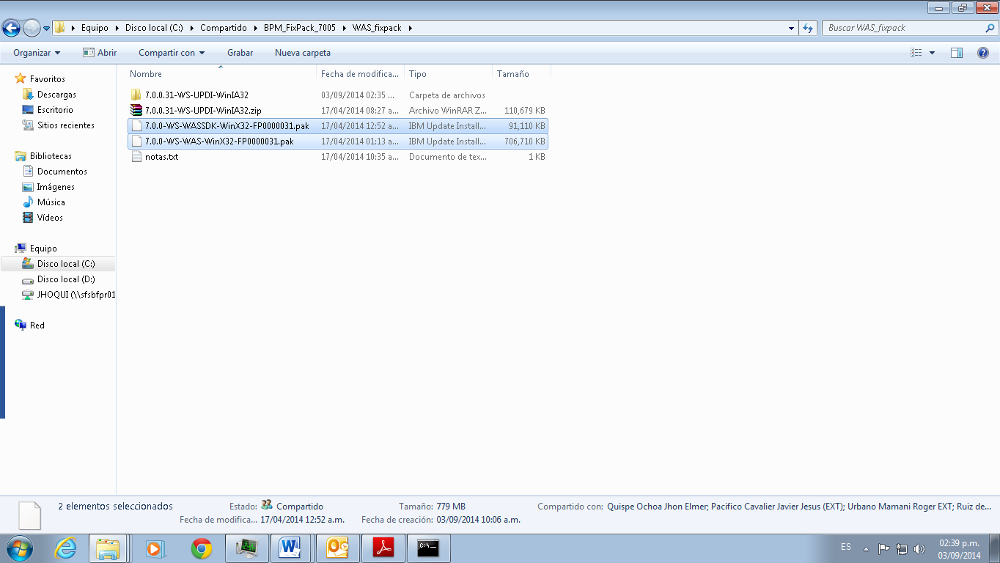 Equipo Disco local (C:) Compartido BPM_FixPack_7005 WAS_fixpack
Buscar WAS_fixpack
Organizar Abrir Compartir con Grabar Nueva carpeta
Favoritos
Descargas
Escritorio
Sitios recientes
Bibliotecas
Documentos
Imágenes
Música
Vídeos
Equipo
Disco local (C:)
Disco local (D:)
JHOQUI (\\sfsbfpr01
Red
Nombre Fecha de modifica... Tipo Tamaño
7.0.0.31-WS-UPDI-WinIA32 03/09/2014 02:35 ... Carpeta de archivos
7.0.0.31-WS-UPDI-WinIA32.zip 17/04/2014 08:27 a... Archivo WinRAR Z... 110,679 KB
7.0.0-WS-WASSDK-WinX32-FP0000031.pak 17/04/2014 12:52 a... IBM Update Install... 91,110 KB
7.0.0-WS-WAS-WinX32-FP0000031.pak 17/04/2014 01:13 a... IBM Update Install... 706,710 KB
notas.txt 17/04/2014 10:35 a... Documento de tex... 1 KB
2 elementos seleccionados Estado: Compartido Tamaño: 779 MB Compartido con: Quispe Ochoa Jhon Elmer; Pacifico Cavalier Javier Jesus (EXT); Urbano Mamani Roger EXT; Ruiz de...
Fecha de modifica... 17/04/2014 12:52 a.m. Fecha de creación: 03/09/2014 10:06 a.m.
ES
02:39 p.m.
03/09/2014